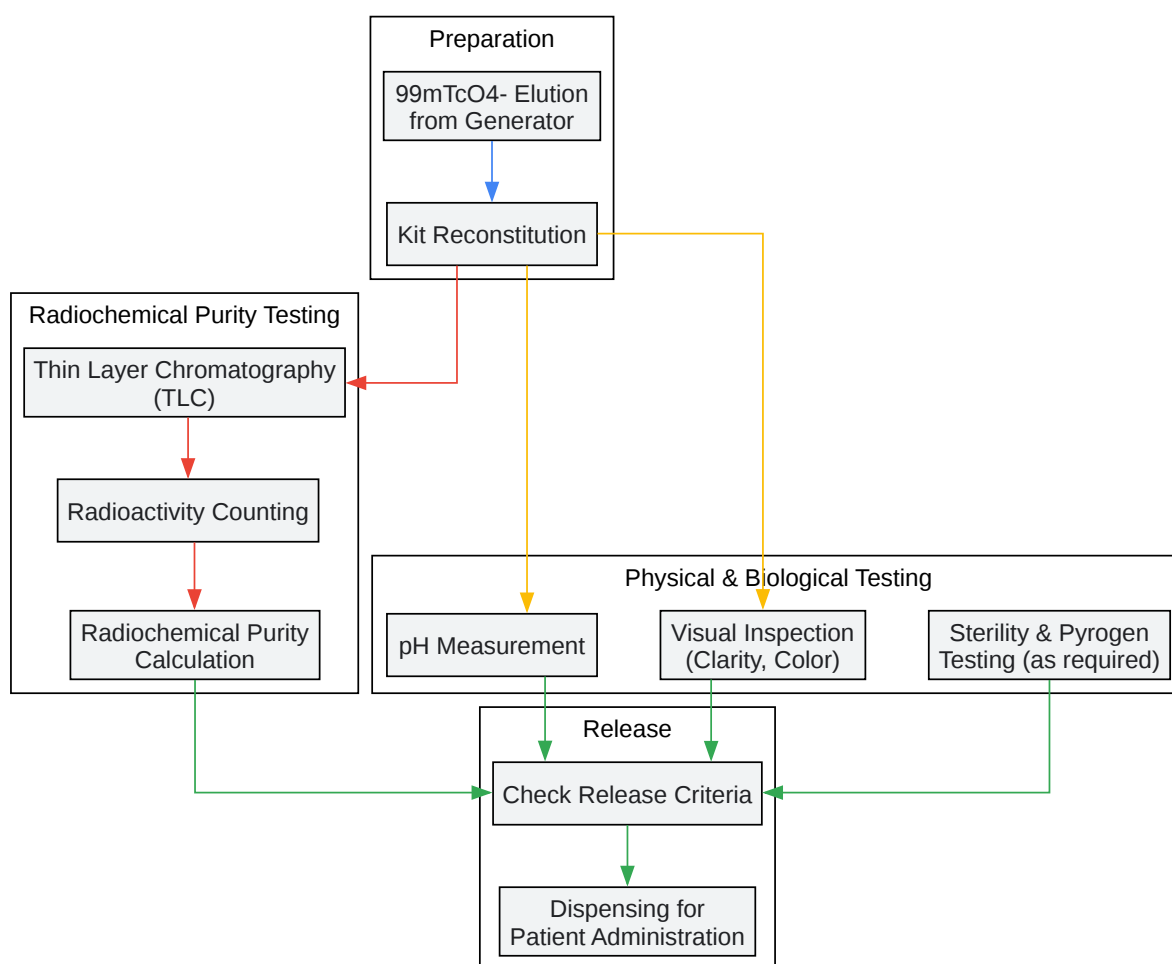 Preparation
99mTcO4- Elution
from Generator
Kit Reconstitution
Radiochemical Purity Testing
Thin Layer Chromatography
(TLC)
Radioactivity Counting
Radiochemical Purity
Calculation
Physical & Biological Testing
pH Measurement
Visual Inspection
(Clarity, Color)
Sterility & Pyrogen
Testing (as required)
Release
Check Release Criteria
Dispensing for
Patient Administration